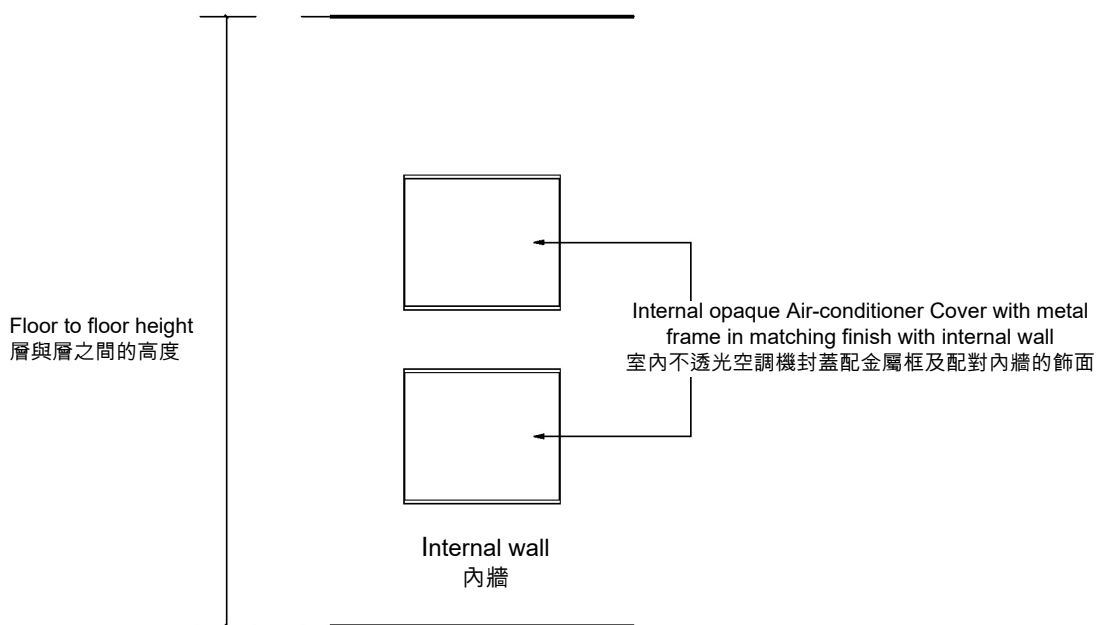 Floor to floor height
層與層之間的高度
Internal opaque Air-conditioner Cover with metal
frame in matching finish with internal wall
室內不透光空調機封蓋配金屬框及配對內牆的飾面
Internal wall
內牆